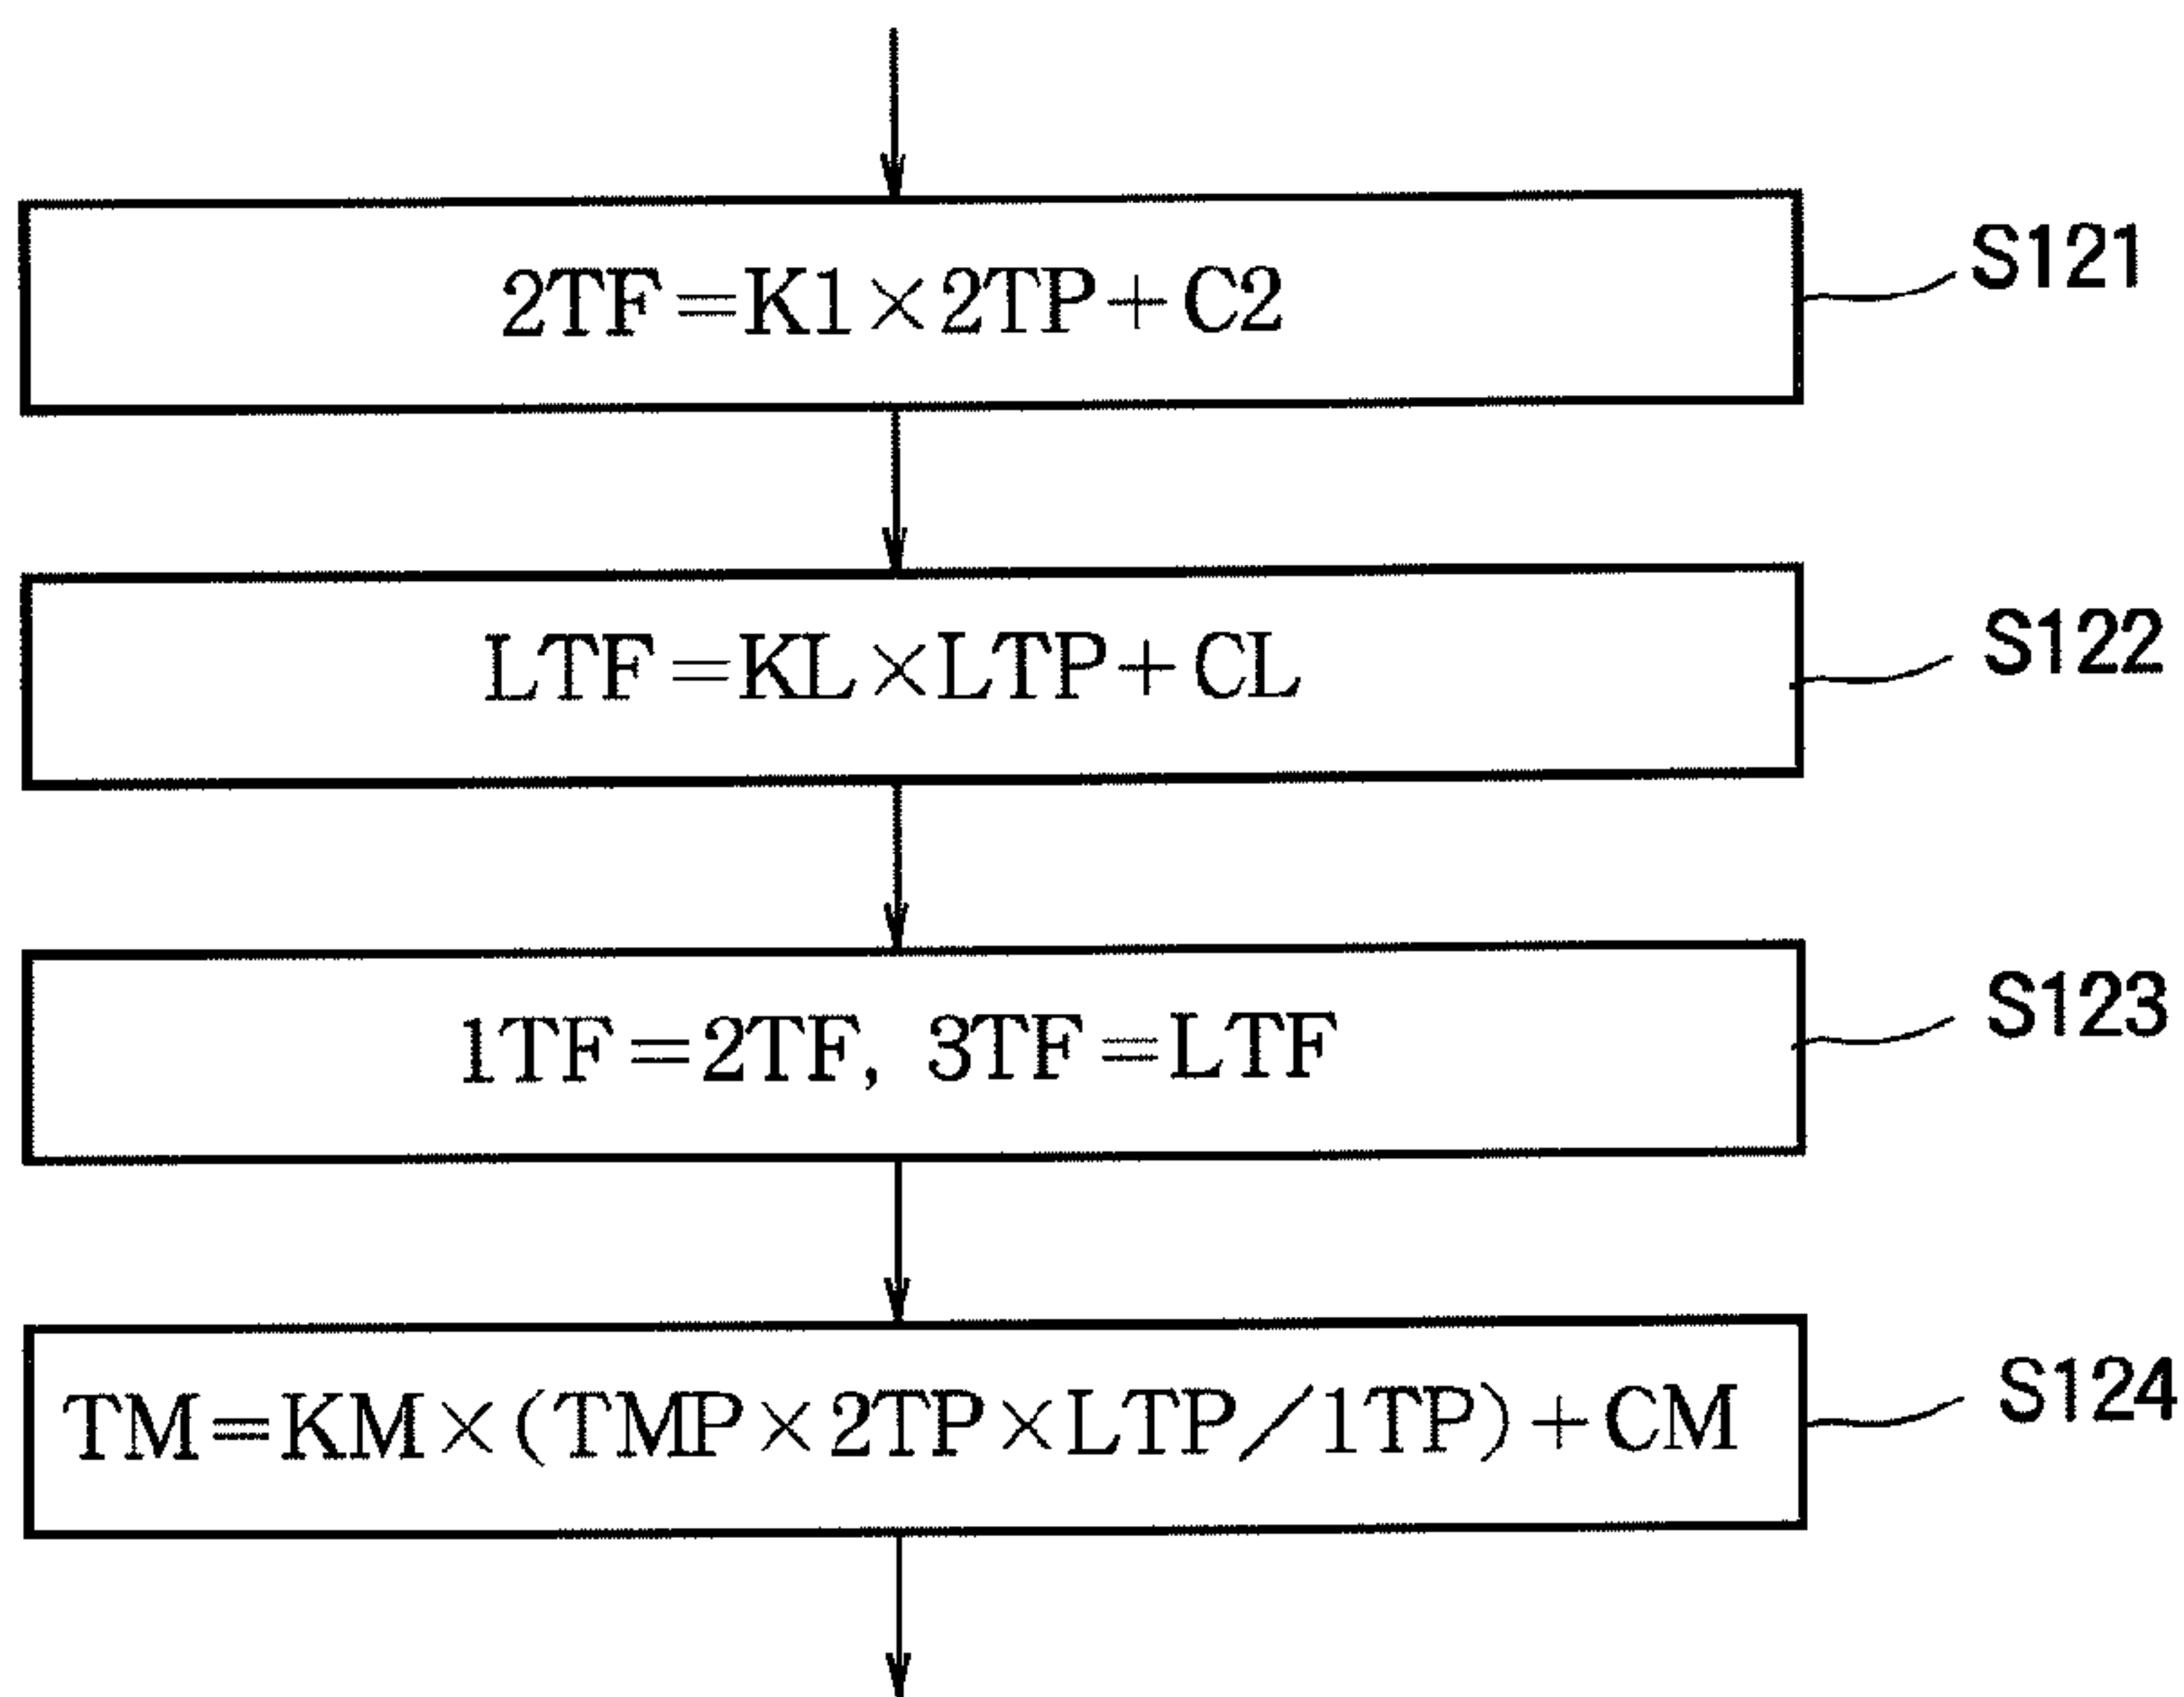 2TF=K1×2TP+C2
S121
LTF=KL×LTP+CL
S122
1TF=2TF, 3TF=LTF
S123
TM=KM×(TMP×2TP×LTP/1TP)+CM
S124